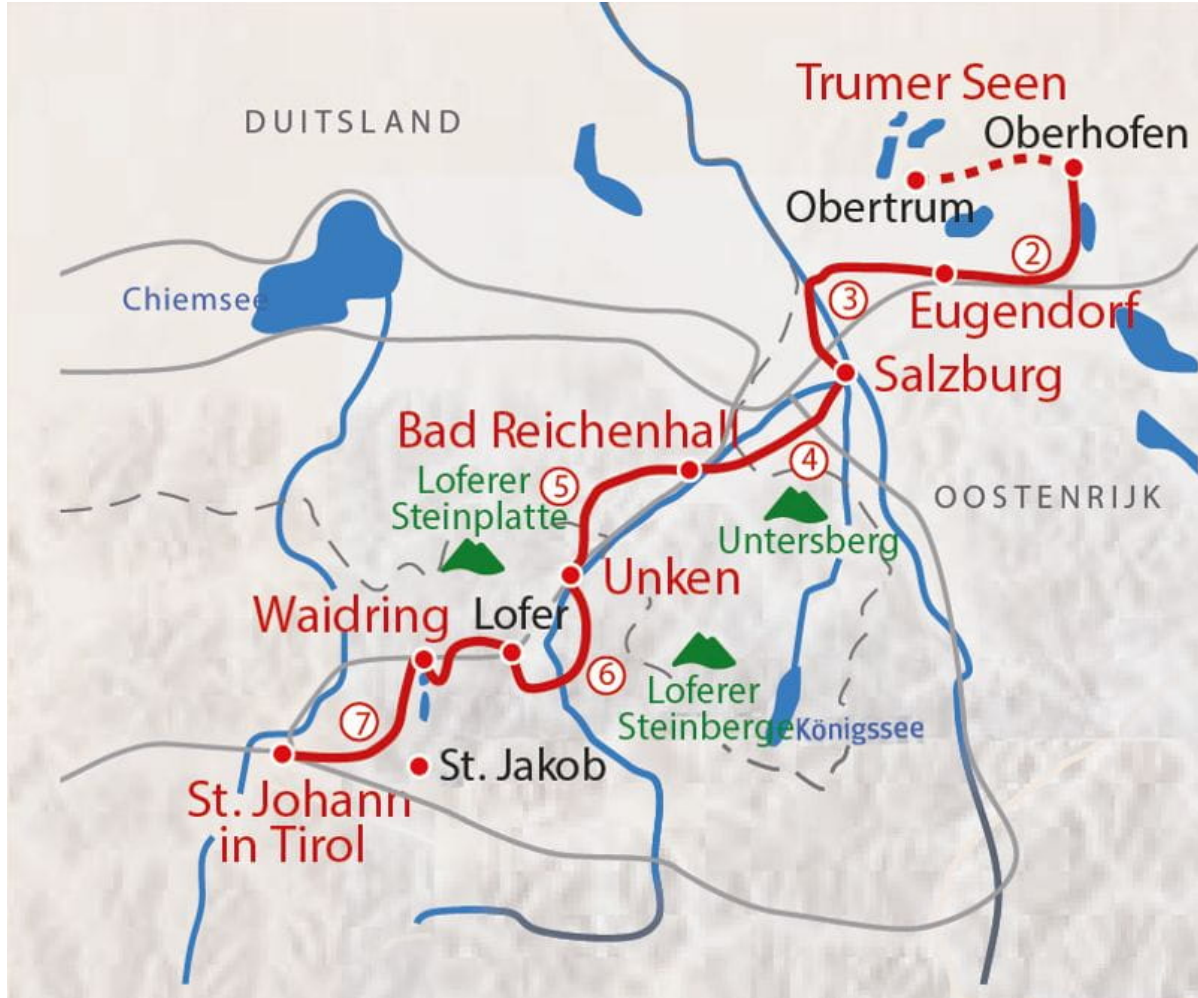 Trumer Seen
DUITSLAND
Oberhofen
Obertrum
②
Chiemsee
③
Eugendorf
Salzburg
Bad Reichenhall
④
Loferer
Steinplatte
⑤
OOSTENRIJK
Untersberg
Unken
Waidring
Lofer
⑥
Loferer
Steinberge
Königssee
⑦
St. Jakob
St. Johann
in Tirol